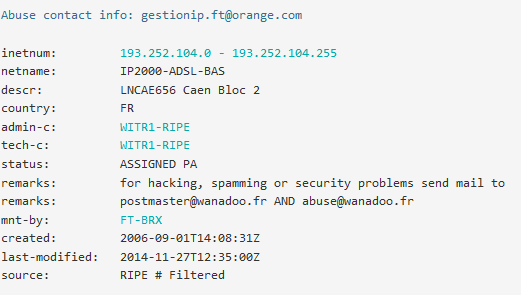 Abuse contact info: gestionip.ft@orange.com
inetnum: 193.252.104.0 - 193.252.104.255
netname: IP2000-ADSL-BAS
descr: LNCAE656 Caen Bloc 2
country: FR
admin-c: WITR1-RIPE
tech-c: WITR1-RIPE
status: ASSIGNED PA
remarks: for hacking, spamming or security problems send mail to
remarks: postmaster@wanadoo.fr AND abuse@wanadoo.fr
mnt-by: FT-BRX
created: 2006-09-01T14:08:31Z
last-modified: 2014-11-27T12:35:00Z
source: RIPE # Filtered